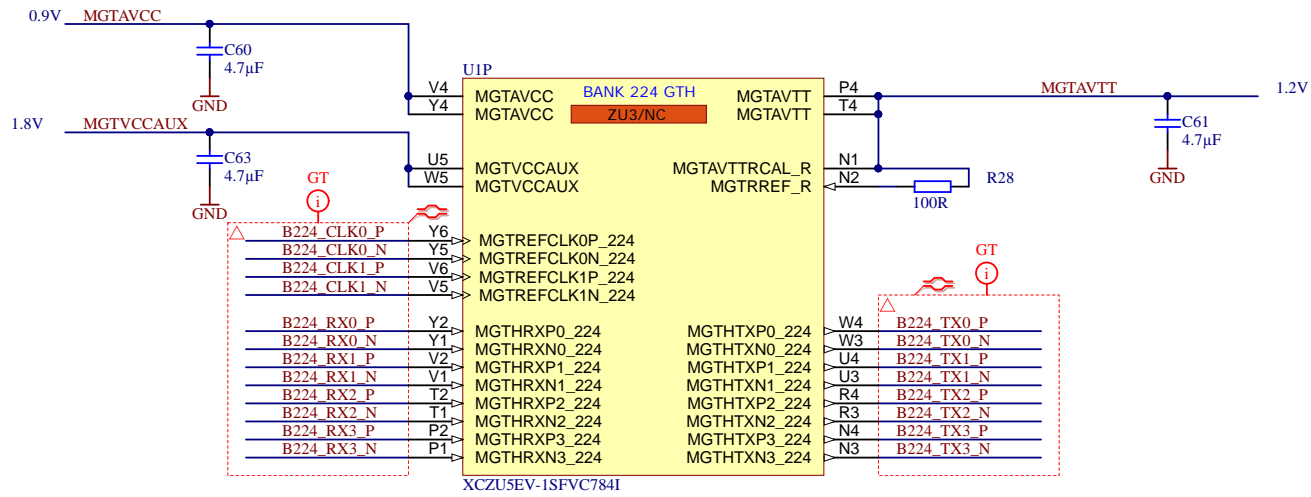 0.9V MGTAVCC
C60
4.7µF
GND
1.8V MGTVCCAUX
C63
4.7µF
GND
U1P
BANK 224 GTH
ZU3/NC
V4 MGTAVCC
Y4 MGTAVCC
U5 MGTVCCAUX
W5 MGTVCCAUX
P4 MGTAVTT
T4 MGTAVTT
N1 MGTAVTTRCAL_R
N2 MGTRREF_R
MGTAVTT 1.2V
C61
4.7µF
GND
R28
100R
GT
i
B224_CLK0_P Y6 MGTREFCLK0P_224
B224_CLK0_N Y5 MGTREFCLK0N_224
B224_CLK1_P V6 MGTREFCLK1P_224
B224_CLK1_N V5 MGTREFCLK1N_224
B224_RX0_P Y2 MGTHRXP0_224
B224_RX0_N Y1 MGTHRXN0_224
B224_RX1_P V2 MGTHRXP1_224
B224_RX1_N V1 MGTHRXN1_224
B224_RX2_P T2 MGTHRXP2_224
B224_RX2_N T1 MGTHRXN2_224
B224_RX3_P P2 MGTHRXP3_224
B224_RX3_N P1 MGTHRXN3_224
GT
i
MGTHTXP0_224 W4 B224_TX0_P
MGTHTXN0_224 W3 B224_TX0_N
MGTHTXP1_224 U4 B224_TX1_P
MGTHTXN1_224 U3 B224_TX1_N
MGTHTXP2_224 R4 B224_TX2_P
MGTHTXN2_224 R3 B224_TX2_N
MGTHTXP3_224 N4 B224_TX3_P
MGTHTXN3_224 N3 B224_TX3_N
XCZU5EV-1SFVC784I